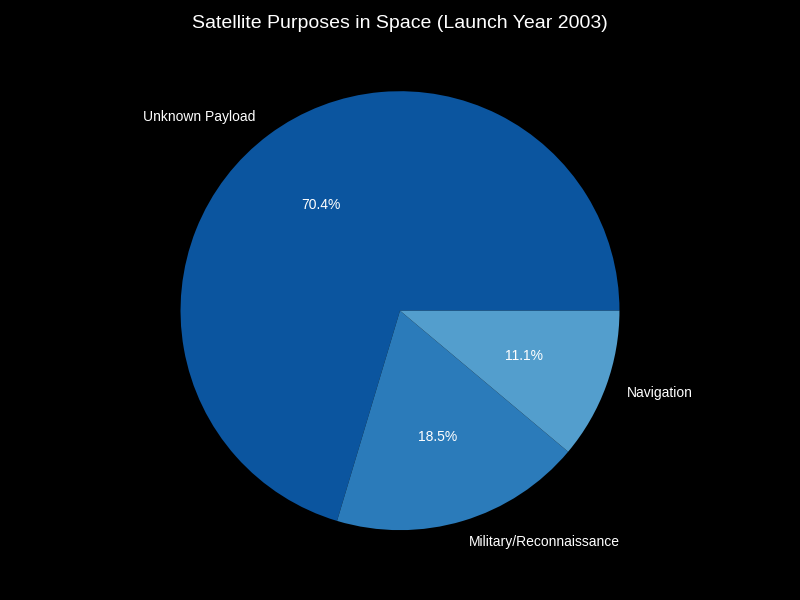 Satellite Purposes in Space (Launch Year 2003)
Unknown Payload
70.4%
11.1%
Navigation
18.5%
Military/Reconnaissance